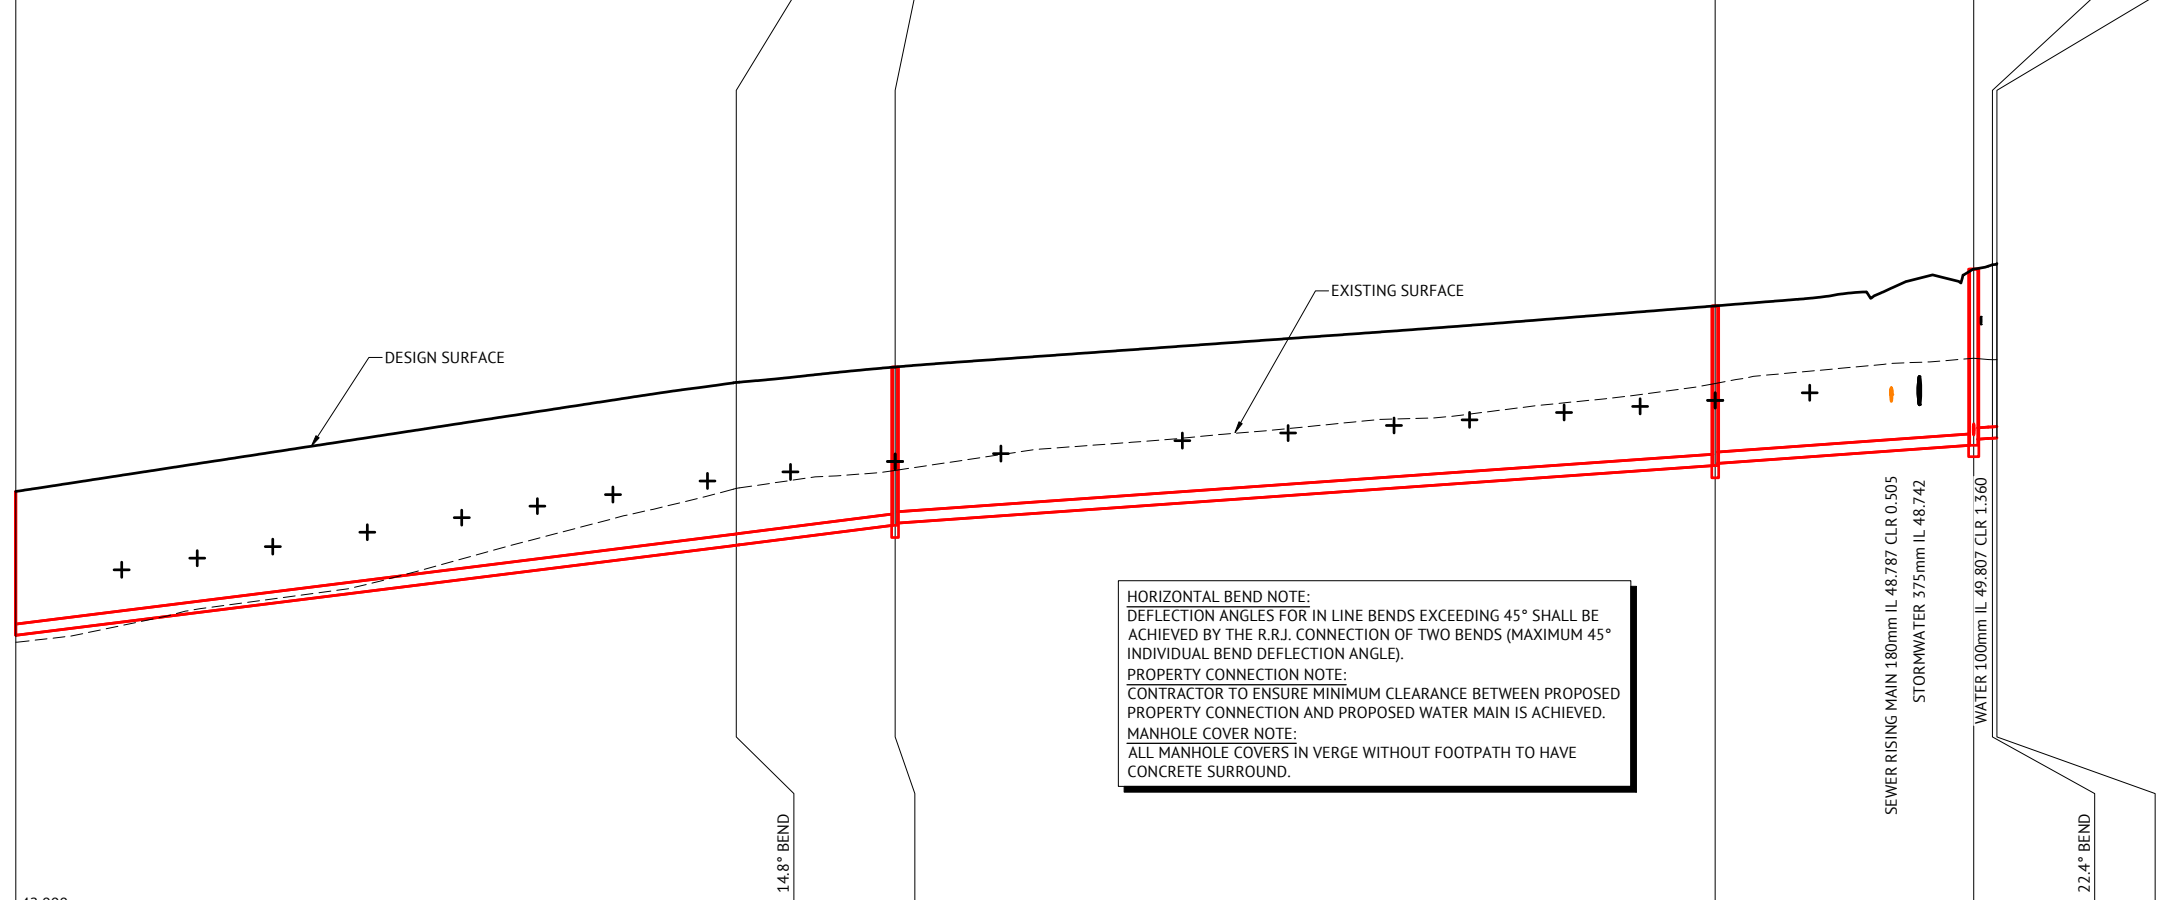 EXISTING SURFACE
DESIGN SURFACE
HORIZONTAL BEND NOTE:
DEFLECTION ANGLES FOR IN LINE BENDS EXCEEDING 45° SHALL BE
ACHIEVED BY THE R.R.J. CONNECTION OF TWO BENDS (MAXIMUM 45°
INDIVIDUAL BEND DEFLECTION ANGLE).
PROPERTY CONNECTION NOTE:
CONTRACTOR TO ENSURE MINIMUM CLEARANCE BETWEEN PROPOSED
PROPERTY CONNECTION AND PROPOSED WATER MAIN IS ACHIEVED.
MANHOLE COVER NOTE:
ALL MANHOLE COVERS IN VERGE WITHOUT FOOTPATH TO HAVE
CONCRETE SURROUND.
SEWER RISING MAIN 180mm IL 48.787 CLR 0.505
STORMWATER 375mm IL 48.742
WATER 100mm IL 49.807 CLR 1.360
14.8° BEND
22.4° BEND